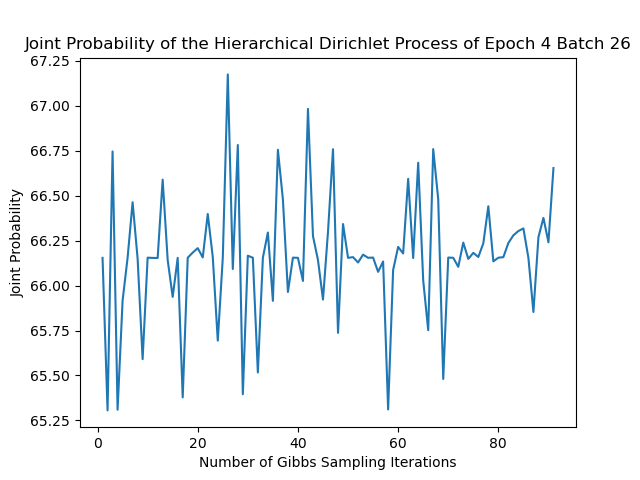 Joint Probability of the Hierarchical Dirichlet Process of Epoch 4 Batch 26
67.25
67.00
66.75
66.50
66.25
66.00
65.75
65.50
65.25
Joint Probability
0 20 40 60 80
Number of Gibbs Sampling Iterations